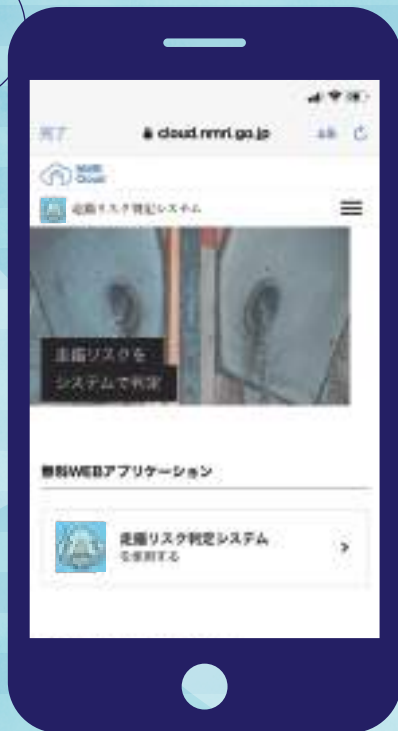 完了
cloud.nmri.go.jp
NMRI
Cloud
走錨リスク判定システム
走錨リスクを
システムで判定
無料WEBアプリケーション
走錨リスク判定システム
を使用する